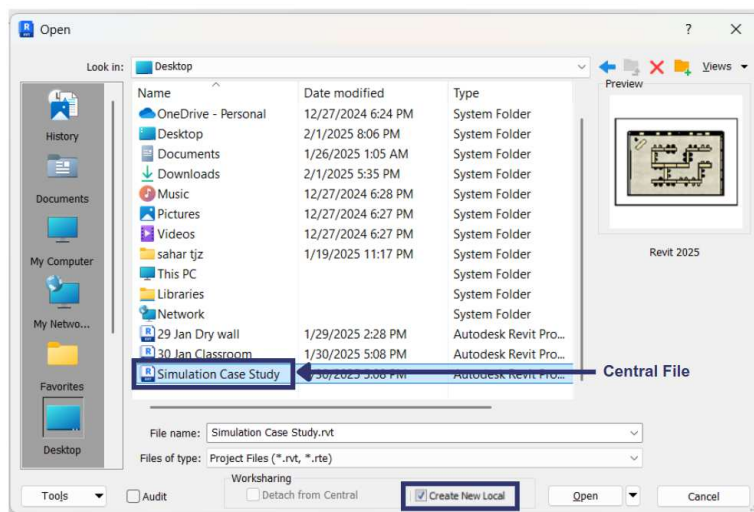 Open
Look in: Desktop
Views
Name Date modified Type
Preview
OneDrive - Personal 12/27/2024 6:24 PM System Folder
Desktop 2/1/2025 8:06 PM System Folder
Documents 1/26/2025 1:05 AM System Folder
Downloads 2/1/2025 5:35 PM System Folder
Music 12/27/2024 6:28 PM System Folder
Pictures 12/27/2024 6:27 PM System Folder
Videos 12/27/2024 6:27 PM System Folder
sahar tjz 1/19/2025 11:17 PM System Folder
This PC System Folder
Libraries System Folder
Network System Folder
29 Jan Dry wall 1/29/2025 2:28 PM Autodesk Revit Pro...
30 Jan Classroom 1/30/2025 5:08 PM Autodesk Revit Pro...
Simulation Case Study 1/30/2025 5:08 PM Autodesk Revit Pro...
Central File
History
Documents
My Computer
My Netwo...
Favorites
Desktop
Revit 2025
File name: Simulation Case Study.rvt
Files of type: Project Files (*.rvt, *.rte)
Worksharing
Tools Audit Detach from Central Create New Local Open Cancel